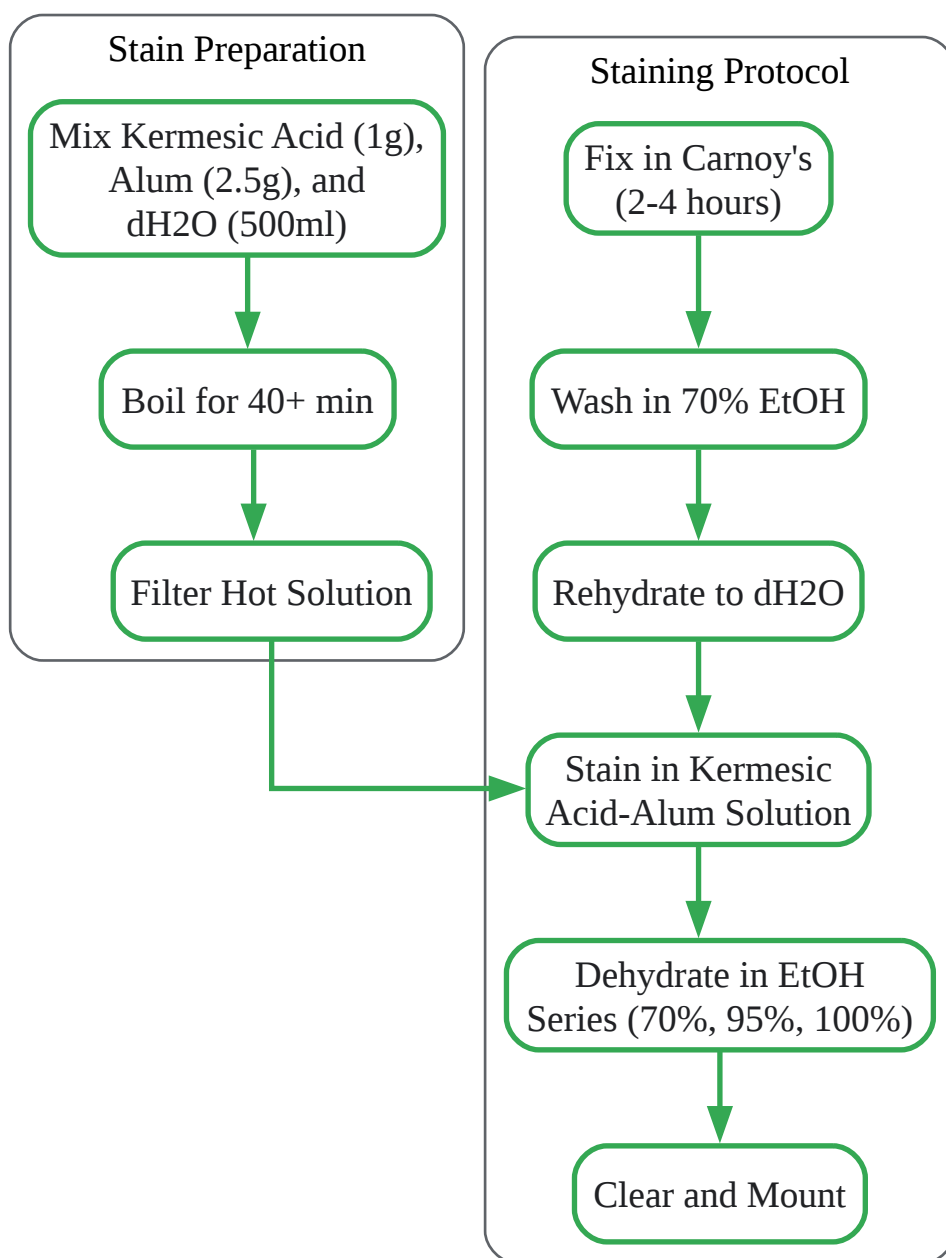 Stain Preparation
Mix Kermesic Acid (1g),
Alum (2.5g), and
dH2O (500ml)
Boil for 40+ min
Filter Hot Solution
Staining Protocol
Fix in Carnoy's
(2-4 hours)
Wash in 70% EtOH
Rehydrate to dH2O
Stain in Kermesic
Acid-Alum Solution
Dehydrate in EtOH
Series (70%, 95%, 100%)
Clear and Mount